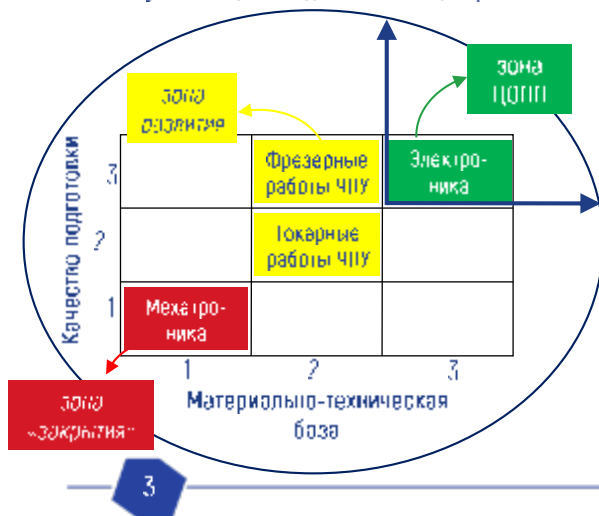 зона
ЦОПП
зона
развития
Качество подготовки
3
2
1
Фрезерные
работы ЧПУ
Электро-
ника
Токарные
работы ЧПУ
Мехатро-
ника
1
2
3
Материально-техническая
база
зона
"закрытия"
3